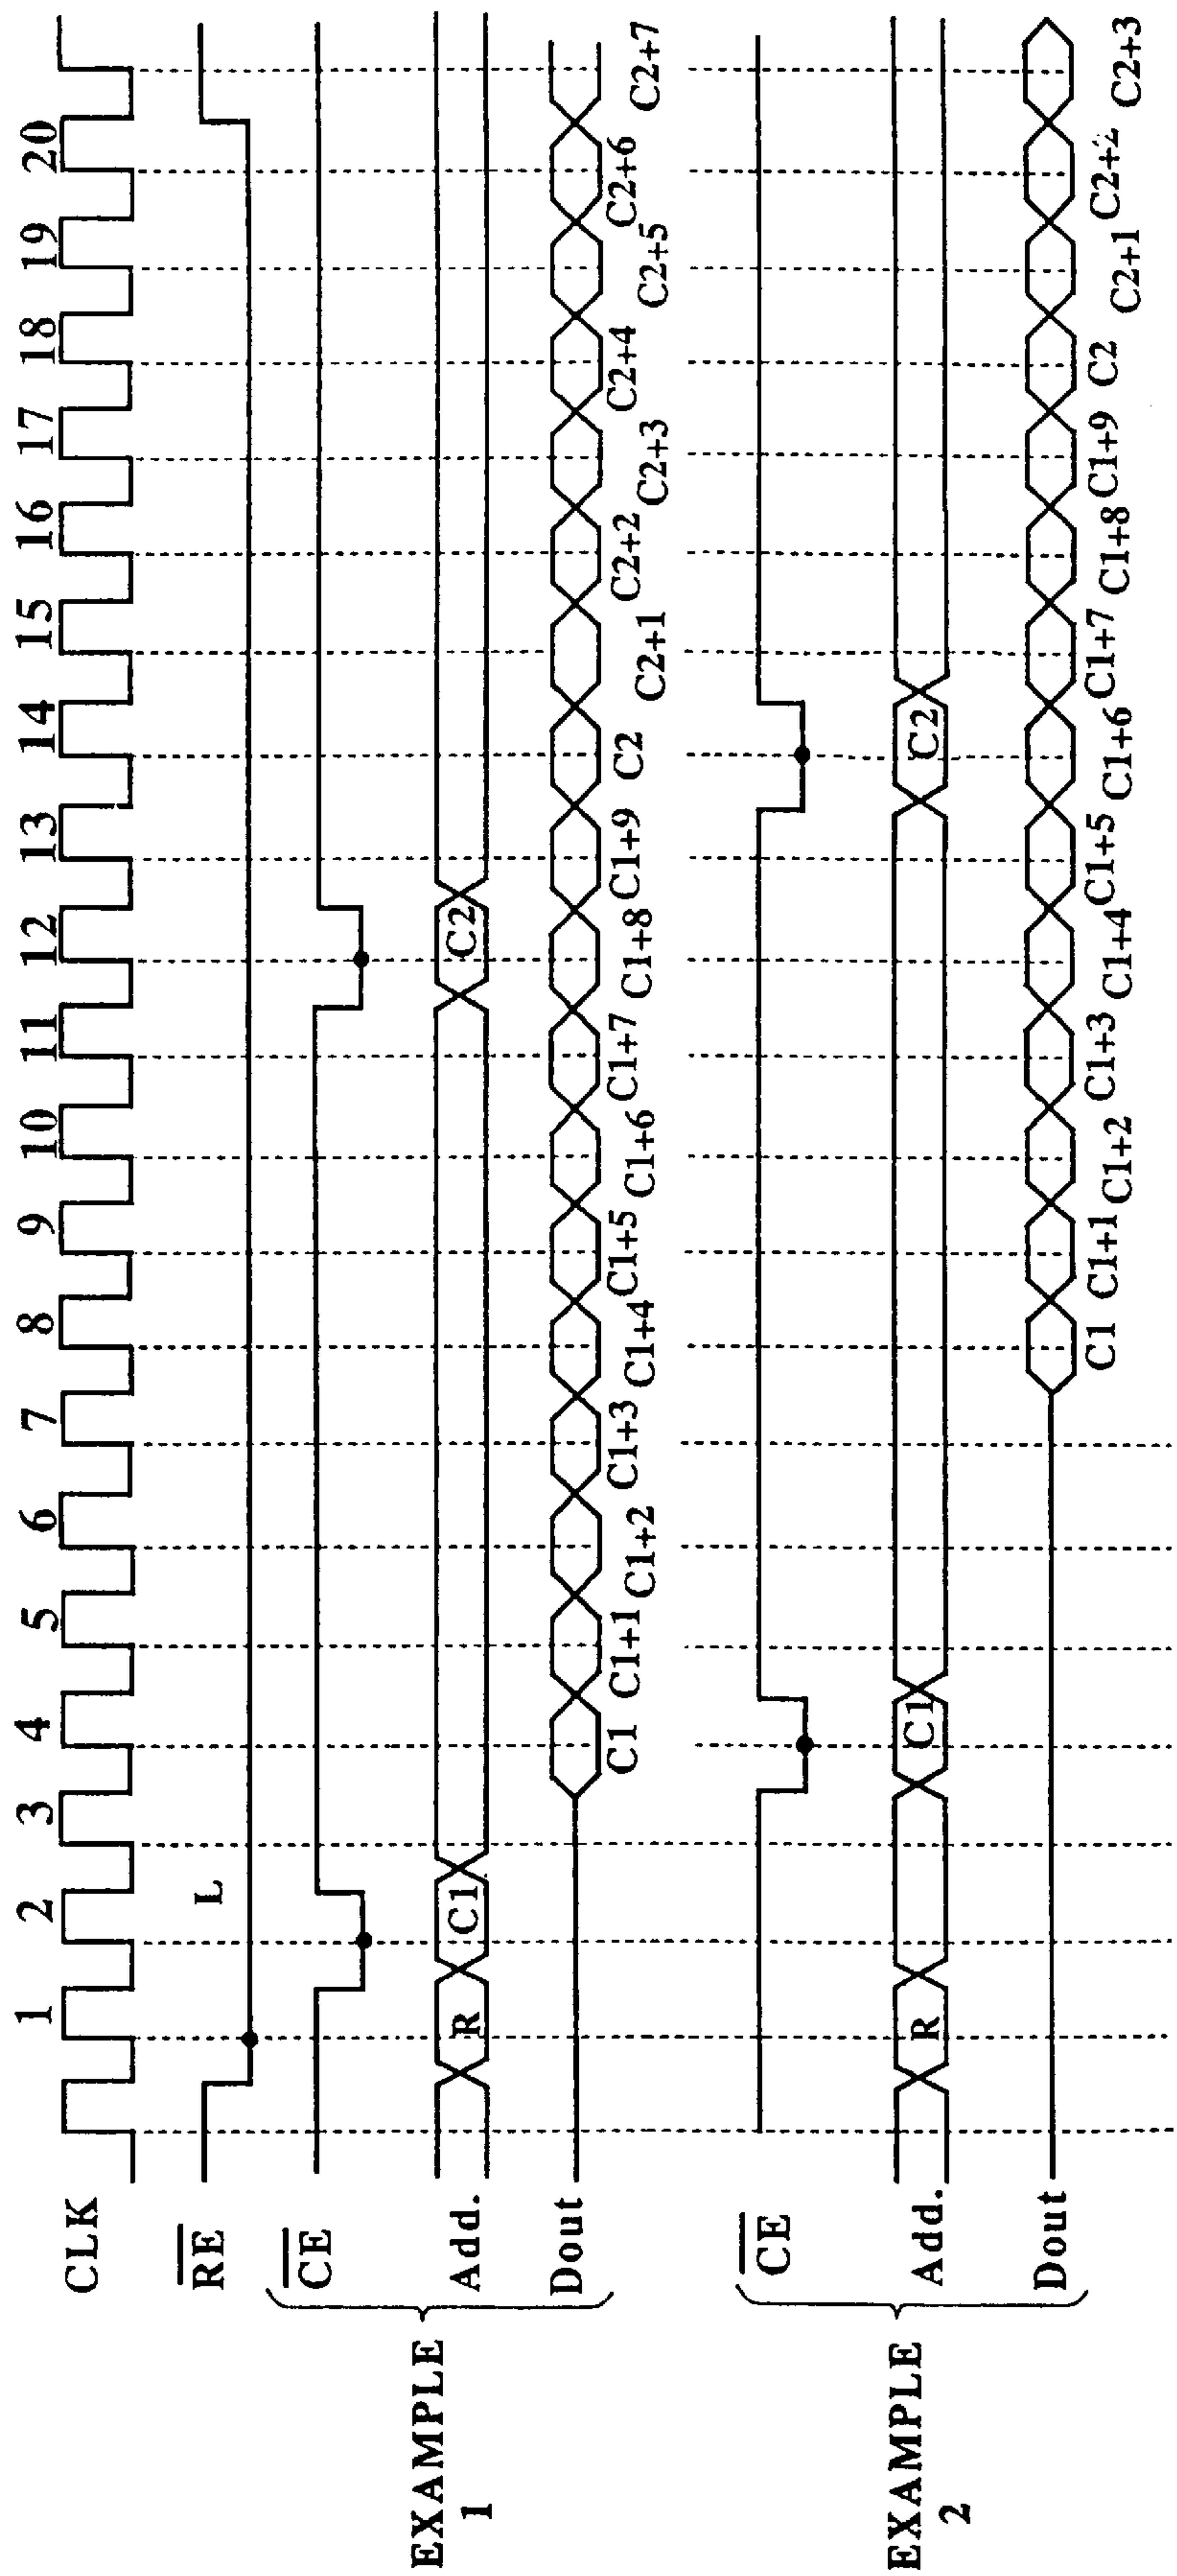 CLK 1 2 3 4 5 6 7 8 9 10 11 12 13 14 15 16 17 18 19 20
RE L
EXAMPLE 1
CE
Add. R C1 C2
Dout C1 C1+1 C1+2 C1+3 C1+4 C1+5 C1+6 C1+7 C1+8 C1+9 C2 C2+1 C2+2 C2+3 C2+4 C2+5 C2+6 C2+7
EXAMPLE 2
CE
Add. R C1 C2
Dout C1 C1+1 C1+2 C1+3 C1+4 C1+5 C1+6 C1+7 C1+8 C1+9 C2 C2+1 C2+2 C2+3